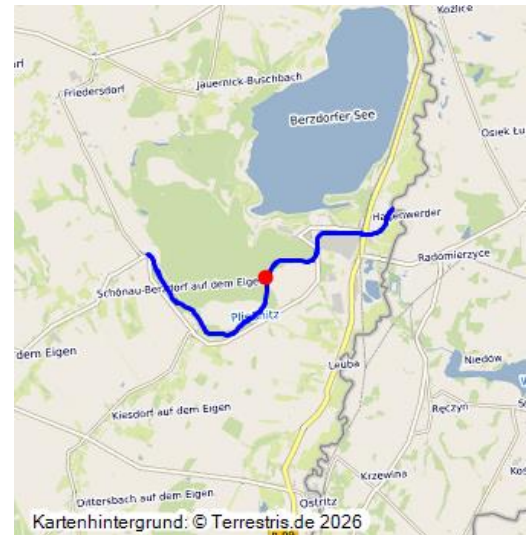 Kozlice
Jauernick-Buschbach
Friedersdorf
Berzdorfer See
Osiek Łu
Hagenwerder
Radomierzyce
Schönau-Berzdorf auf dem Eigen
Pließnitz
dem Eigen
Niedów
Leuba
Kiesdorf auf dem Eigen
Ręczyn
Krzewina
Dittersbach auf dem Eigen
Ostritz
Kartenhintergrund: © Terrestris.de 2026